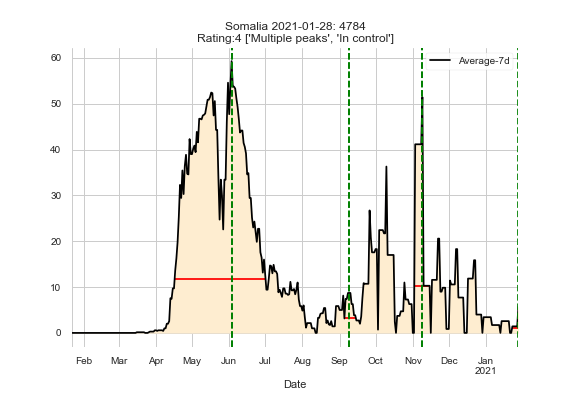 Somalia 2021-01-28: 4784
Rating:4 ['Multiple peaks', 'In control']
Average-7d
60
50
40
30
20
10
0
Feb Mar Apr May Jun Jul Aug Sep Oct Nov Dec Jan
2021
Date